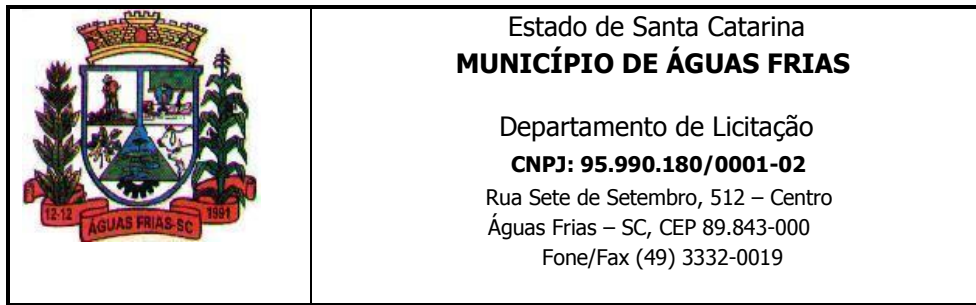 12-12
ÁGUAS FRIAS-SC
1991
Estado de Santa Catarina
MUNICÍPIO DE ÁGUAS FRIAS
Departamento de Licitação
CNPJ: 95.990.180/0001-02
Rua Sete de Setembro, 512 – Centro
Águas Frias – SC, CEP 89.843-000
Fone/Fax (49) 3332-0019